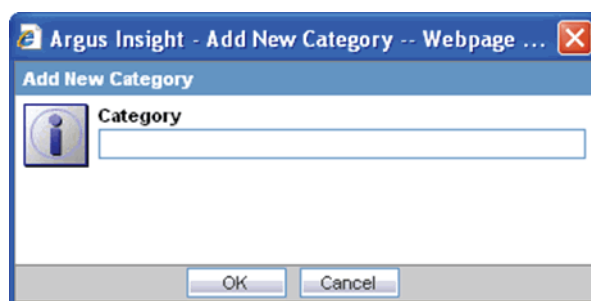 Argus Insight - Add New Category -- Webpage ...
Add New Category
Category
OK Cancel